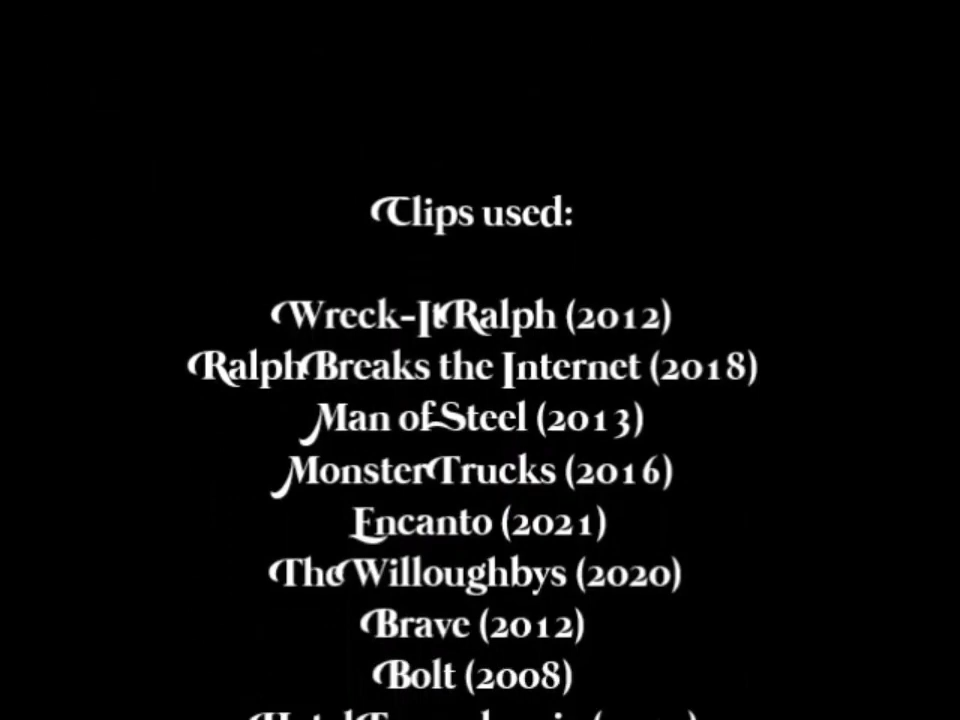 Clips used:
Wreck-It Ralph (2012)
Ralph Breaks the Internet (2018)
Man of Steel (2013)
Monster Trucks (2016)
Encanto (2021)
The Willoughbys (2020)
Brave (2012)
Bolt (2008)